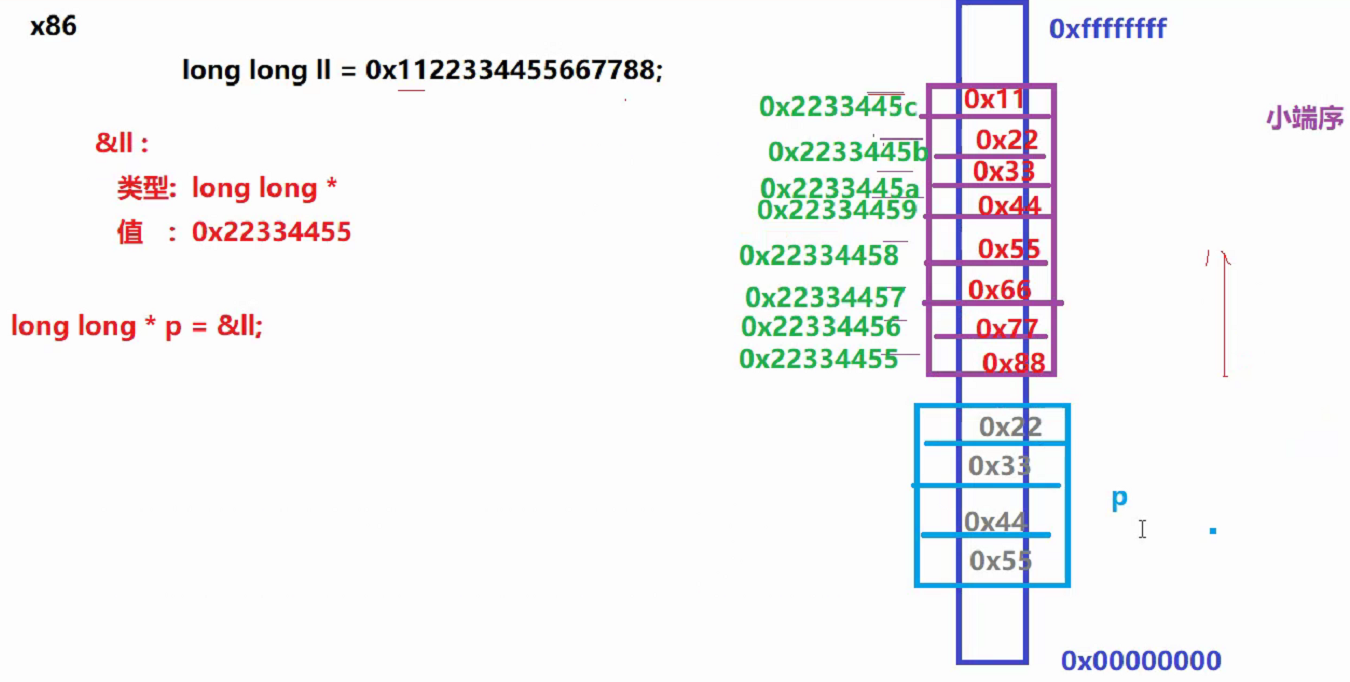 x86
long long ll = 0x1122334455667788;
&ll :
类型: long long *
值 : 0x22334455
long long * p = &ll;
0xffffffff
0x2233445c 0x11
小端序
0x2233445b 0x22
0x2233445a 0x33
0x22334459 0x44
0x22334458 0x55
0x22334457 0x66
0x22334456 0x77
0x22334455 0x88
0x22
0x33
p
0x44
0x55
0x00000000